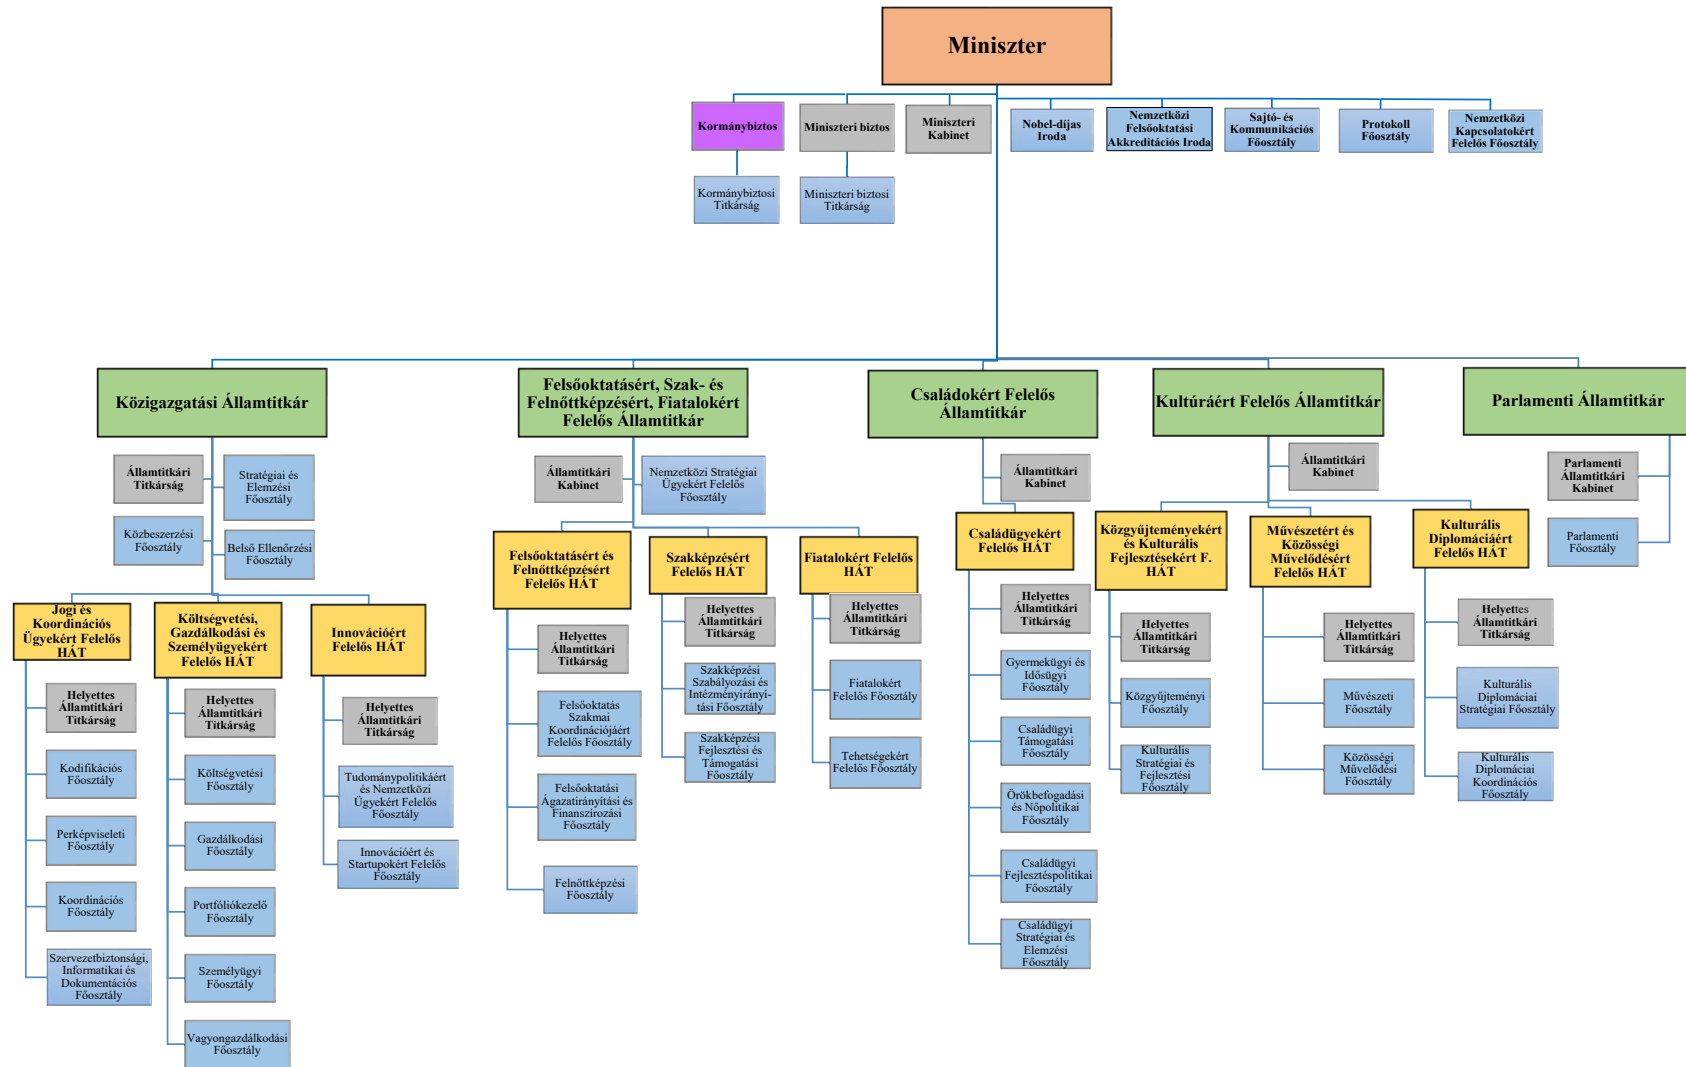 Miniszter
Kormánybiztos
Miniszteri biztos
Miniszteri
Kabinet
Nobel-díjas
Iroda
Nemzetközi
Felsőoktatási
Akkreditációs Iroda
Sajtó- és
Kommunikációs
Főosztály
Protokoll
Főosztály
Nemzetközi
Kapcsolatokért
Felelős Főosztály
Kormánybiztosi
Titkárság
Miniszteri biztosi
Titkárság
Közigazgatási Államtitkár
Felsőoktatásért, Szak- és
Felnőttképzésért, Fiatalokért
Felelős Államtitkár
Családokért Felelős
Államtitkár
Kultúráért Felelős Államtitkár
Parlamenti Államtitkár
Államtitkári
Titkárság
Stratégiai és
Elemzési
Főosztály
Közbeszerzési
Főosztály
Belső Ellenőrzési
Főosztály
Jogi és
Koordinációs
Ügyekért Felelős
HÁT
Helyettes
Államtitkári
Titkárság
Kodifikációs
Főosztály
Perképviseleti
Főosztály
Koordinációs
Főosztály
Szervezetbiztonsági,
Informatikai és
Dokumentációs
Főosztály
Költségvetési,
Gazdálkodási és
Személyügyekért
Felelős HÁT
Helyettes
Államtitkári
Titkárság
Költségvetési
Főosztály
Gazdálkodási
Főosztály
Portfóliókezelő
Főosztály
Személyügyi
Főosztály
Vagyongazdálkodási
Főosztály
Innovációért
Felelős HÁT
Helyettes
Államtitkári
Titkárság
Tudománypolitikáért
és Nemzetközi
Ügyekért Felelős
Főosztály
Innovációért és
Startupokért Felelős
Főosztály
Államtitkári
Kabinet
Nemzetközi Stratégiai
Ügyekért Felelős
Főosztály
Felsőoktatásért és
Felnőttképzésért
Felelős HÁT
Helyettes
Államtitkári
Titkárság
Felsőoktatás
Szakmai
Koordinációjáért
Felelős Főosztály
Felsőoktatási
Ágazatirányítási és
Finanszírozási
Főosztály
Felnőttképzési
Főosztály
Szakképzésért
Felelős HÁT
Helyettes
Államtitkári
Titkárság
Szakképzési
Szabályozási és
Intézményirányí-
tási Főosztály
Szakképzési
Fejlesztési és
Támogatási
Főosztály
Fiatalokért Felelős
HÁT
Helyettes
Államtitkári
Titkárság
Fiatalokért
Felelős Főosztály
Tehetségekért
Felelős Főosztály
Államtitkári
Kabinet
Családügyekért
Felelős HÁT
Helyettes
Államtitkári
Titkárság
Gyermekügyi és
Idősügyi
Főosztály
Családügyi
Támogatási
Főosztály
Örökbefogadási
és Nőpolitikai
Főosztály
Családügyi
Fejlesztéspolitikai
Főosztály
Családügyi
Stratégiai és
Elemzési
Főosztály
Államtitkári
Kabinet
Közgyűjteményekért
és Kulturális
Fejlesztésekért F.
HÁT
Helyettes
Államtitkári
Titkárság
Közgyűjteményi
Főosztály
Kulturális
Stratégiai és
Fejlesztési
Főosztály
Művészetért és
Közösségi
Művelődésért
Felelős HÁT
Helyettes
Államtitkári
Titkárság
Művészeti
Főosztály
Közösségi
Művelődési
Főosztály
Kulturális
Diplomáciáért
Felelős HÁT
Helyettes
Államtitkári
Titkárság
Kulturális
Diplomáciai
Stratégiai Főosztály
Kulturális
Diplomáciai
Koordinációs Főosztály
Parlamenti
Államtitkári
Kabinet
Parlamenti
Főosztály